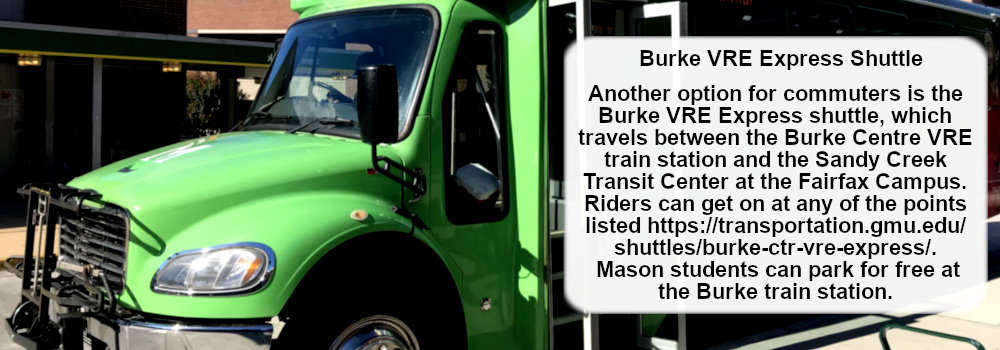 Burke VRE Express Shuttle
Another option for commuters is the
Burke VRE Express shuttle, which
travels between the Burke Centre VRE
train station and the Sandy Creek
Transit Center at the Fairfax Campus.
Riders can get on at any of the points
listed https://transportation.gmu.edu/
shuttles/burke-ctr-vre-express/.
Mason students can park for free at
the Burke train station.